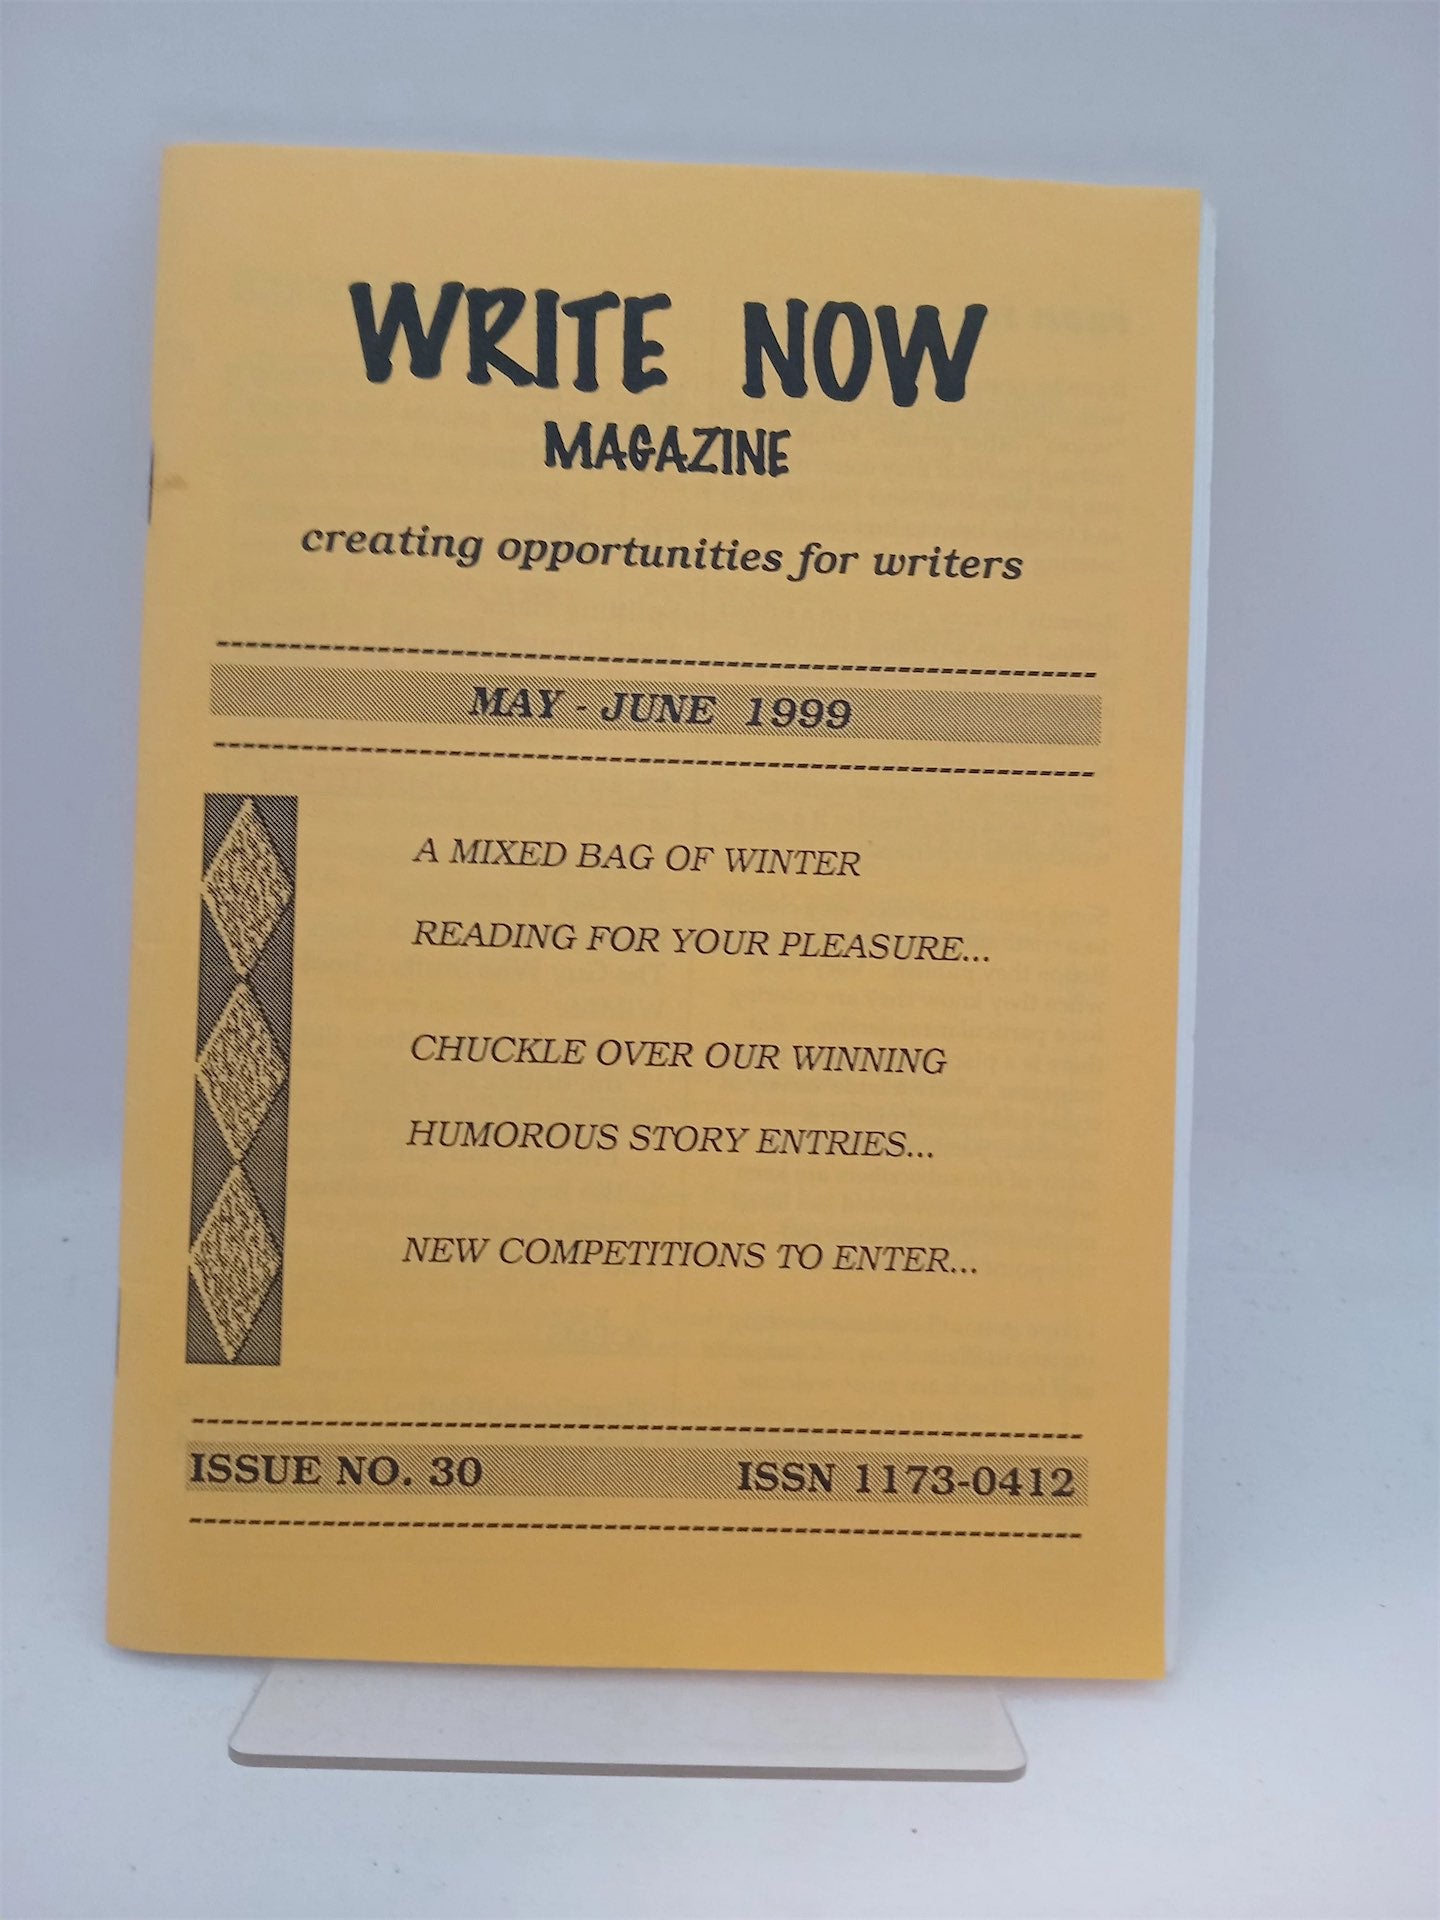 WRITE NOW
MAGAZINE
creating opportunities for writers
MAY - JUNE 1999
A MIXED BAG OF WINTER
READING FOR YOUR PLEASURE...
CHUCKLE OVER OUR WINNING
HUMOROUS STORY ENTRIES...
NEW COMPETITIONS TO ENTER...
ISSUE NO. 30 ISSN 1173-0412